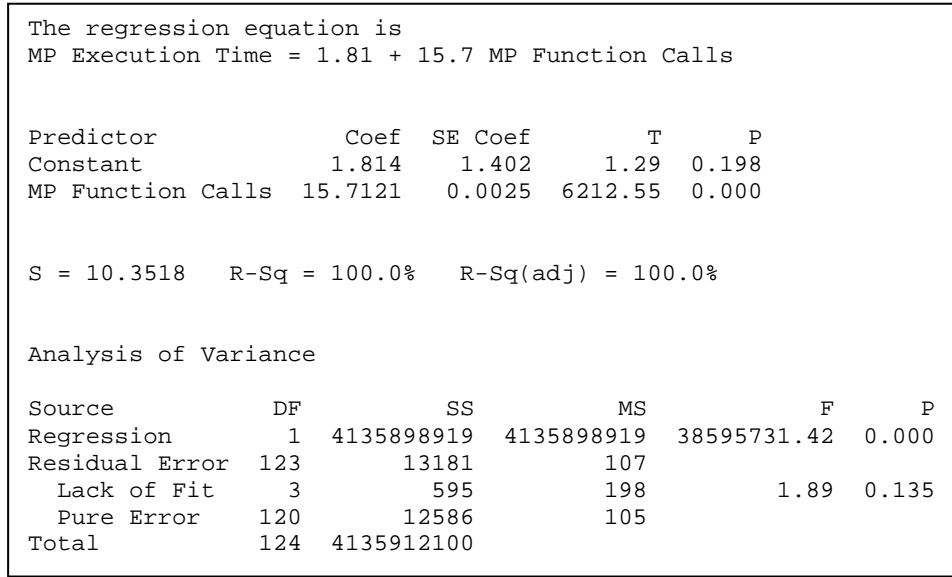 The regression equation is
MP Execution Time = 1.81 + 15.7 MP Function Calls
Predictor Coef SE Coef T P
Constant 1.814 1.402 1.29 0.198
MP Function Calls 15.7121 0.0025 6212.55 0.000
S = 10.3518 R-Sq = 100.0% R-Sq(adj) = 100.0%
Analysis of Variance
Source DF SS MS F P
Regression 1 4135898919 4135898919 38595731.42 0.000
Residual Error 123 13181 107
Lack of Fit 3 595 198 1.89 0.135
Pure Error 120 12586 105
Total 124 4135912100